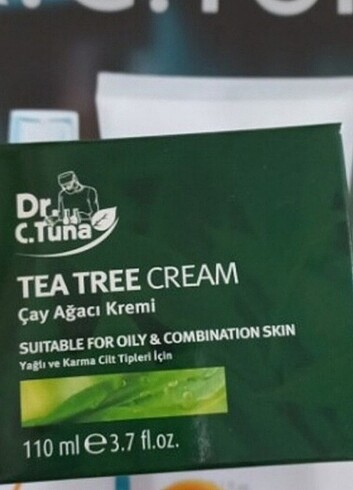 Dr.
C.Tuna
TEA TREE CREAM
Çay Ağacı Kremi
SUITABLE FOR OILY & COMBINATION SKIN
Yağlı ve Karma Cilt Tipleri İçin
110 ml e 3.7 fl.oz.